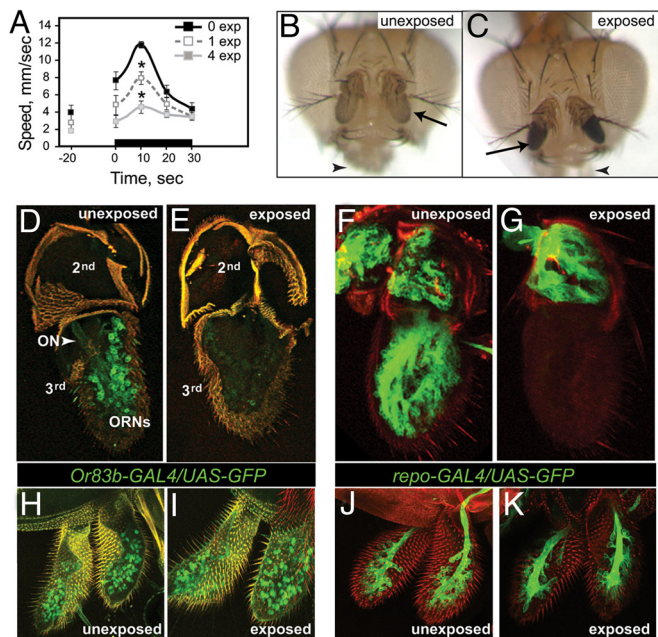 A
0 exp
1 exp
4 exp
Speed, mm/sec
14
12
10
8
6
4
2
0
*
*
-20
0
10
20
30
Time, sec
B
unexposed
C
exposed
D
unexposed
2nd
ON
3rd
ORNs
E
exposed
2nd
3rd
F
unexposed
G
exposed
Or83b-GAL4/UAS-GFP
repo-GAL4/UAS-GFP
H
unexposed
I
exposed
J
unexposed
K
exposed